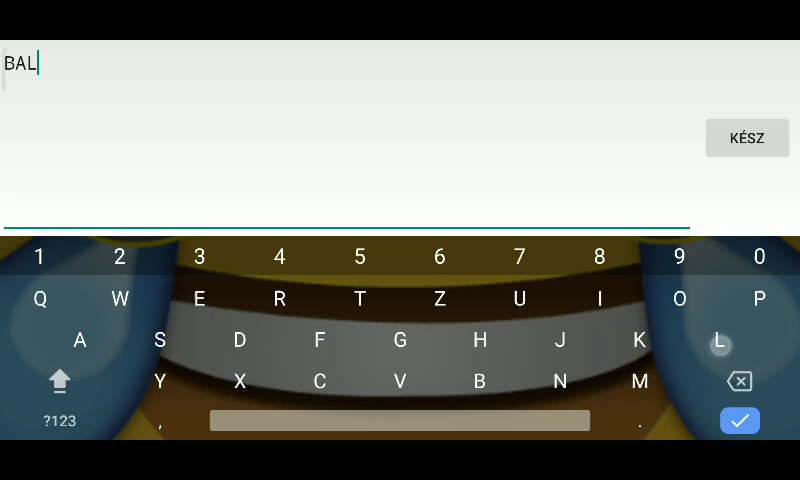 BAL
KÉSZ
1 2 3 4 5 6 7 8 9 0
Q W E R T Z U I O P
A S D F G H J K L
Y X C V B N M
?123 , .